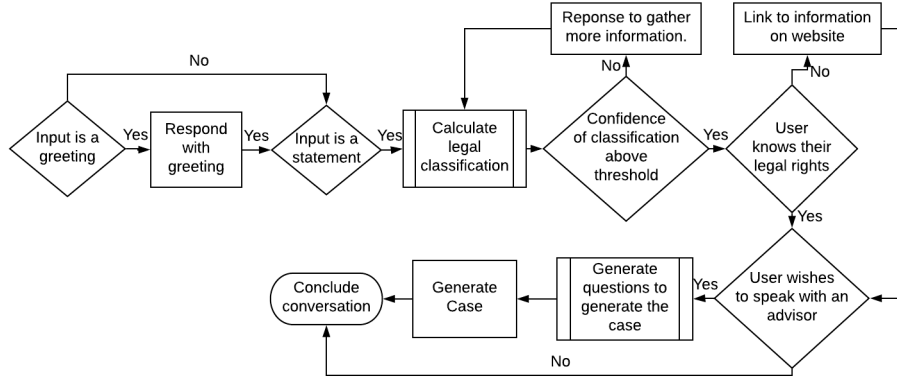 Reponse to gather
more information.
Link to information
on website
No
No
No
Input is a
greeting
Yes
Respond
with
greeting
Yes
Input is a
statement
Yes
Calculate
legal
classification
Confidence
of classification
above
threshold
Yes
User
knows their
legal rights
Yes
Conclude
conversation
Generate
Case
Generate
questions to
generate the
case
Yes
User wishes
to speak with an
advisor
No